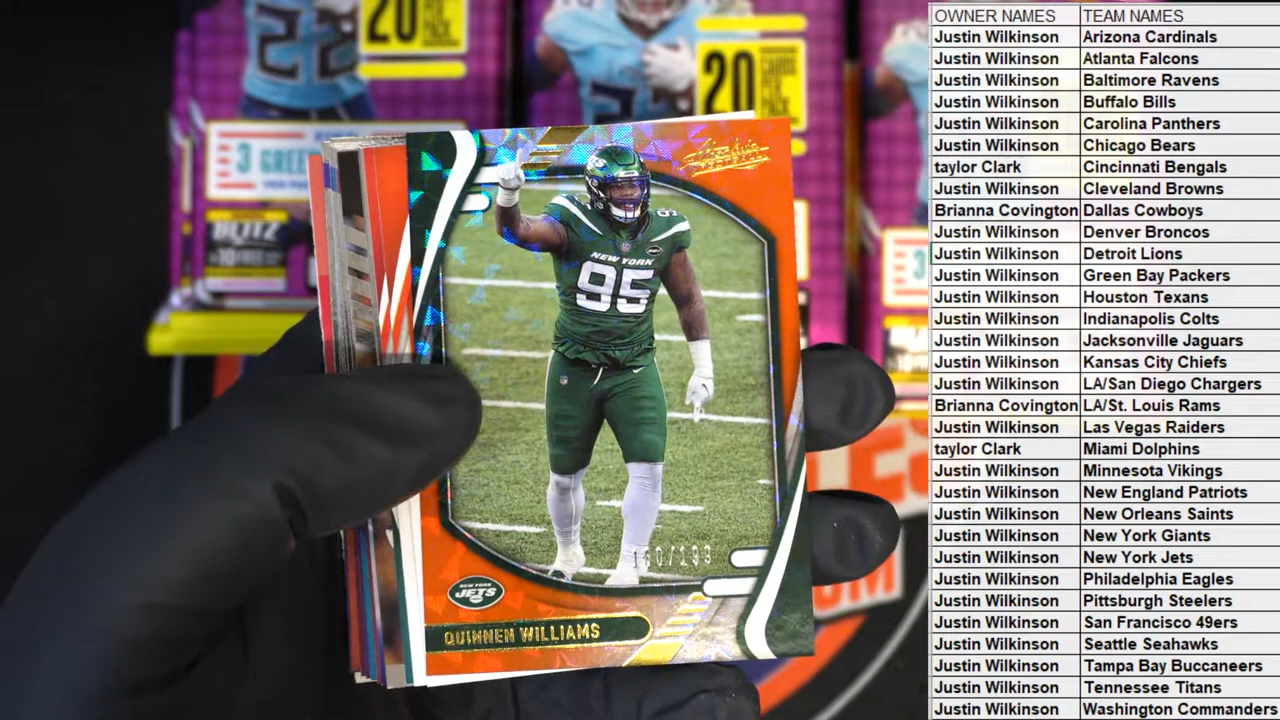 OWNER NAMES TEAM NAMES
Justin Wilkinson Arizona Cardinals
Justin Wilkinson Atlanta Falcons
Justin Wilkinson Baltimore Ravens
Justin Wilkinson Buffalo Bills
Justin Wilkinson Carolina Panthers
Justin Wilkinson Chicago Bears
taylor Clark Cincinnati Bengals
Justin Wilkinson Cleveland Browns
Brianna Covington Dallas Cowboys
Justin Wilkinson Denver Broncos
Justin Wilkinson Detroit Lions
Justin Wilkinson Green Bay Packers
Justin Wilkinson Houston Texans
Justin Wilkinson Indianapolis Colts
Justin Wilkinson Jacksonville Jaguars
Justin Wilkinson Kansas City Chiefs
Justin Wilkinson LA/San Diego Chargers
Brianna Covington LA/St. Louis Rams
Justin Wilkinson Las Vegas Raiders
taylor Clark Miami Dolphins
Justin Wilkinson Minnesota Vikings
Justin Wilkinson New England Patriots
Justin Wilkinson New Orleans Saints
Justin Wilkinson New York Giants
Justin Wilkinson New York Jets
Justin Wilkinson Philadelphia Eagles
Justin Wilkinson Pittsburgh Steelers
Justin Wilkinson San Francisco 49ers
Justin Wilkinson Seattle Seahawks
Justin Wilkinson Tampa Bay Buccaneers
Justin Wilkinson Tennessee Titans
Justin Wilkinson Washington Commanders
22
20
20
CARDS
PER
PACK
3
BLITZ
Absolute
FOOTBALL
95
NEW YORK
95
/199
NEW YORK
JETS
QUINNEN WILLIAMS